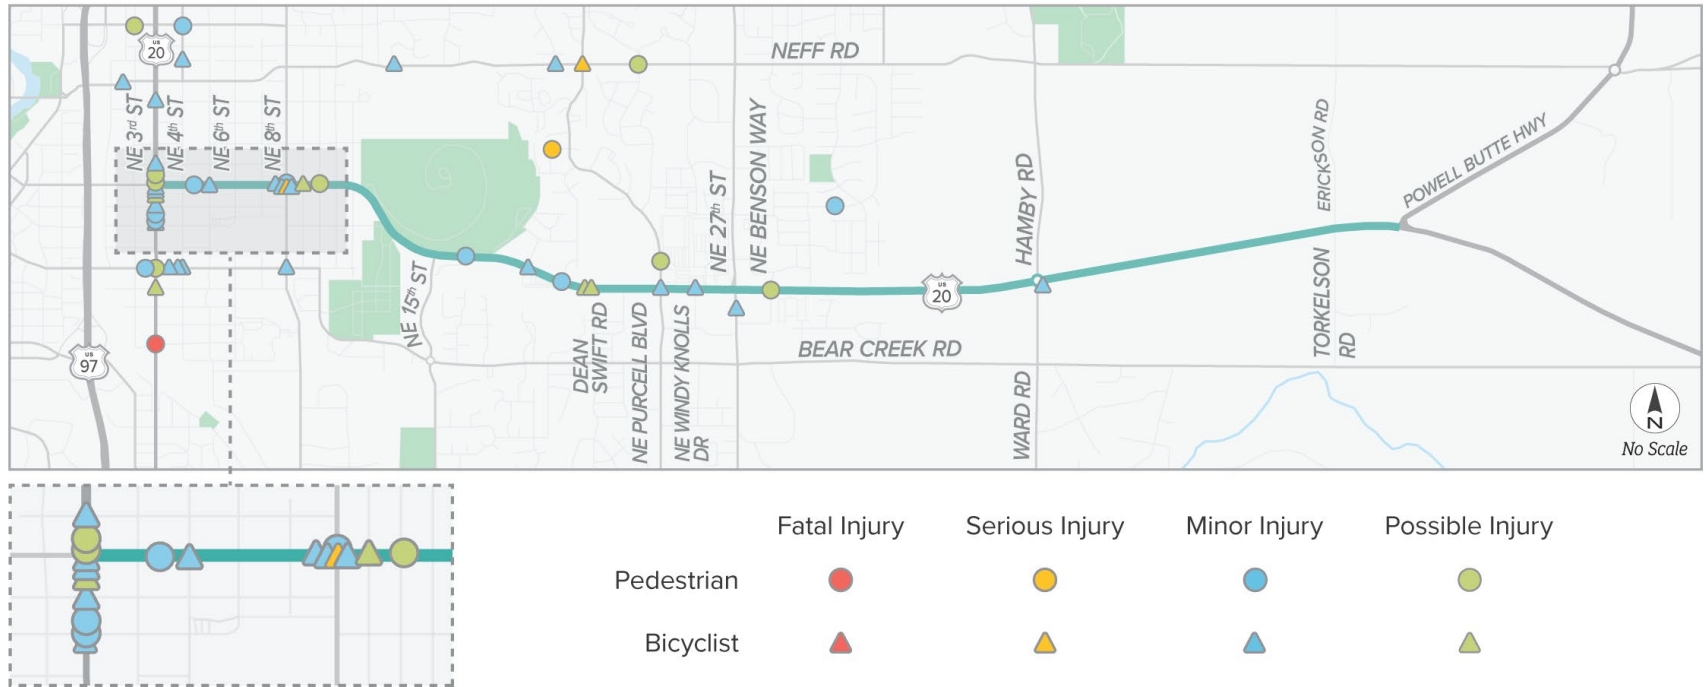 NEFF RD
US
20
NE 3rd ST
NE 4th ST
NE 6th ST
NE 8th ST
NE 27th ST
NE BENSON WAY
HAMBY RD
ERICKSON RD
POWELL BUTTE HWY
NE 15th ST
US
20
TORKELSON
RD
US
97
DEAN
SWIFT RD
NE PURCELL BLVD
NE WINDY KNOLLS
DR
BEAR CREEK RD
WARD RD
N
No Scale
Fatal Injury
Serious Injury
Minor Injury
Possible Injury
Pedestrian
Bicyclist